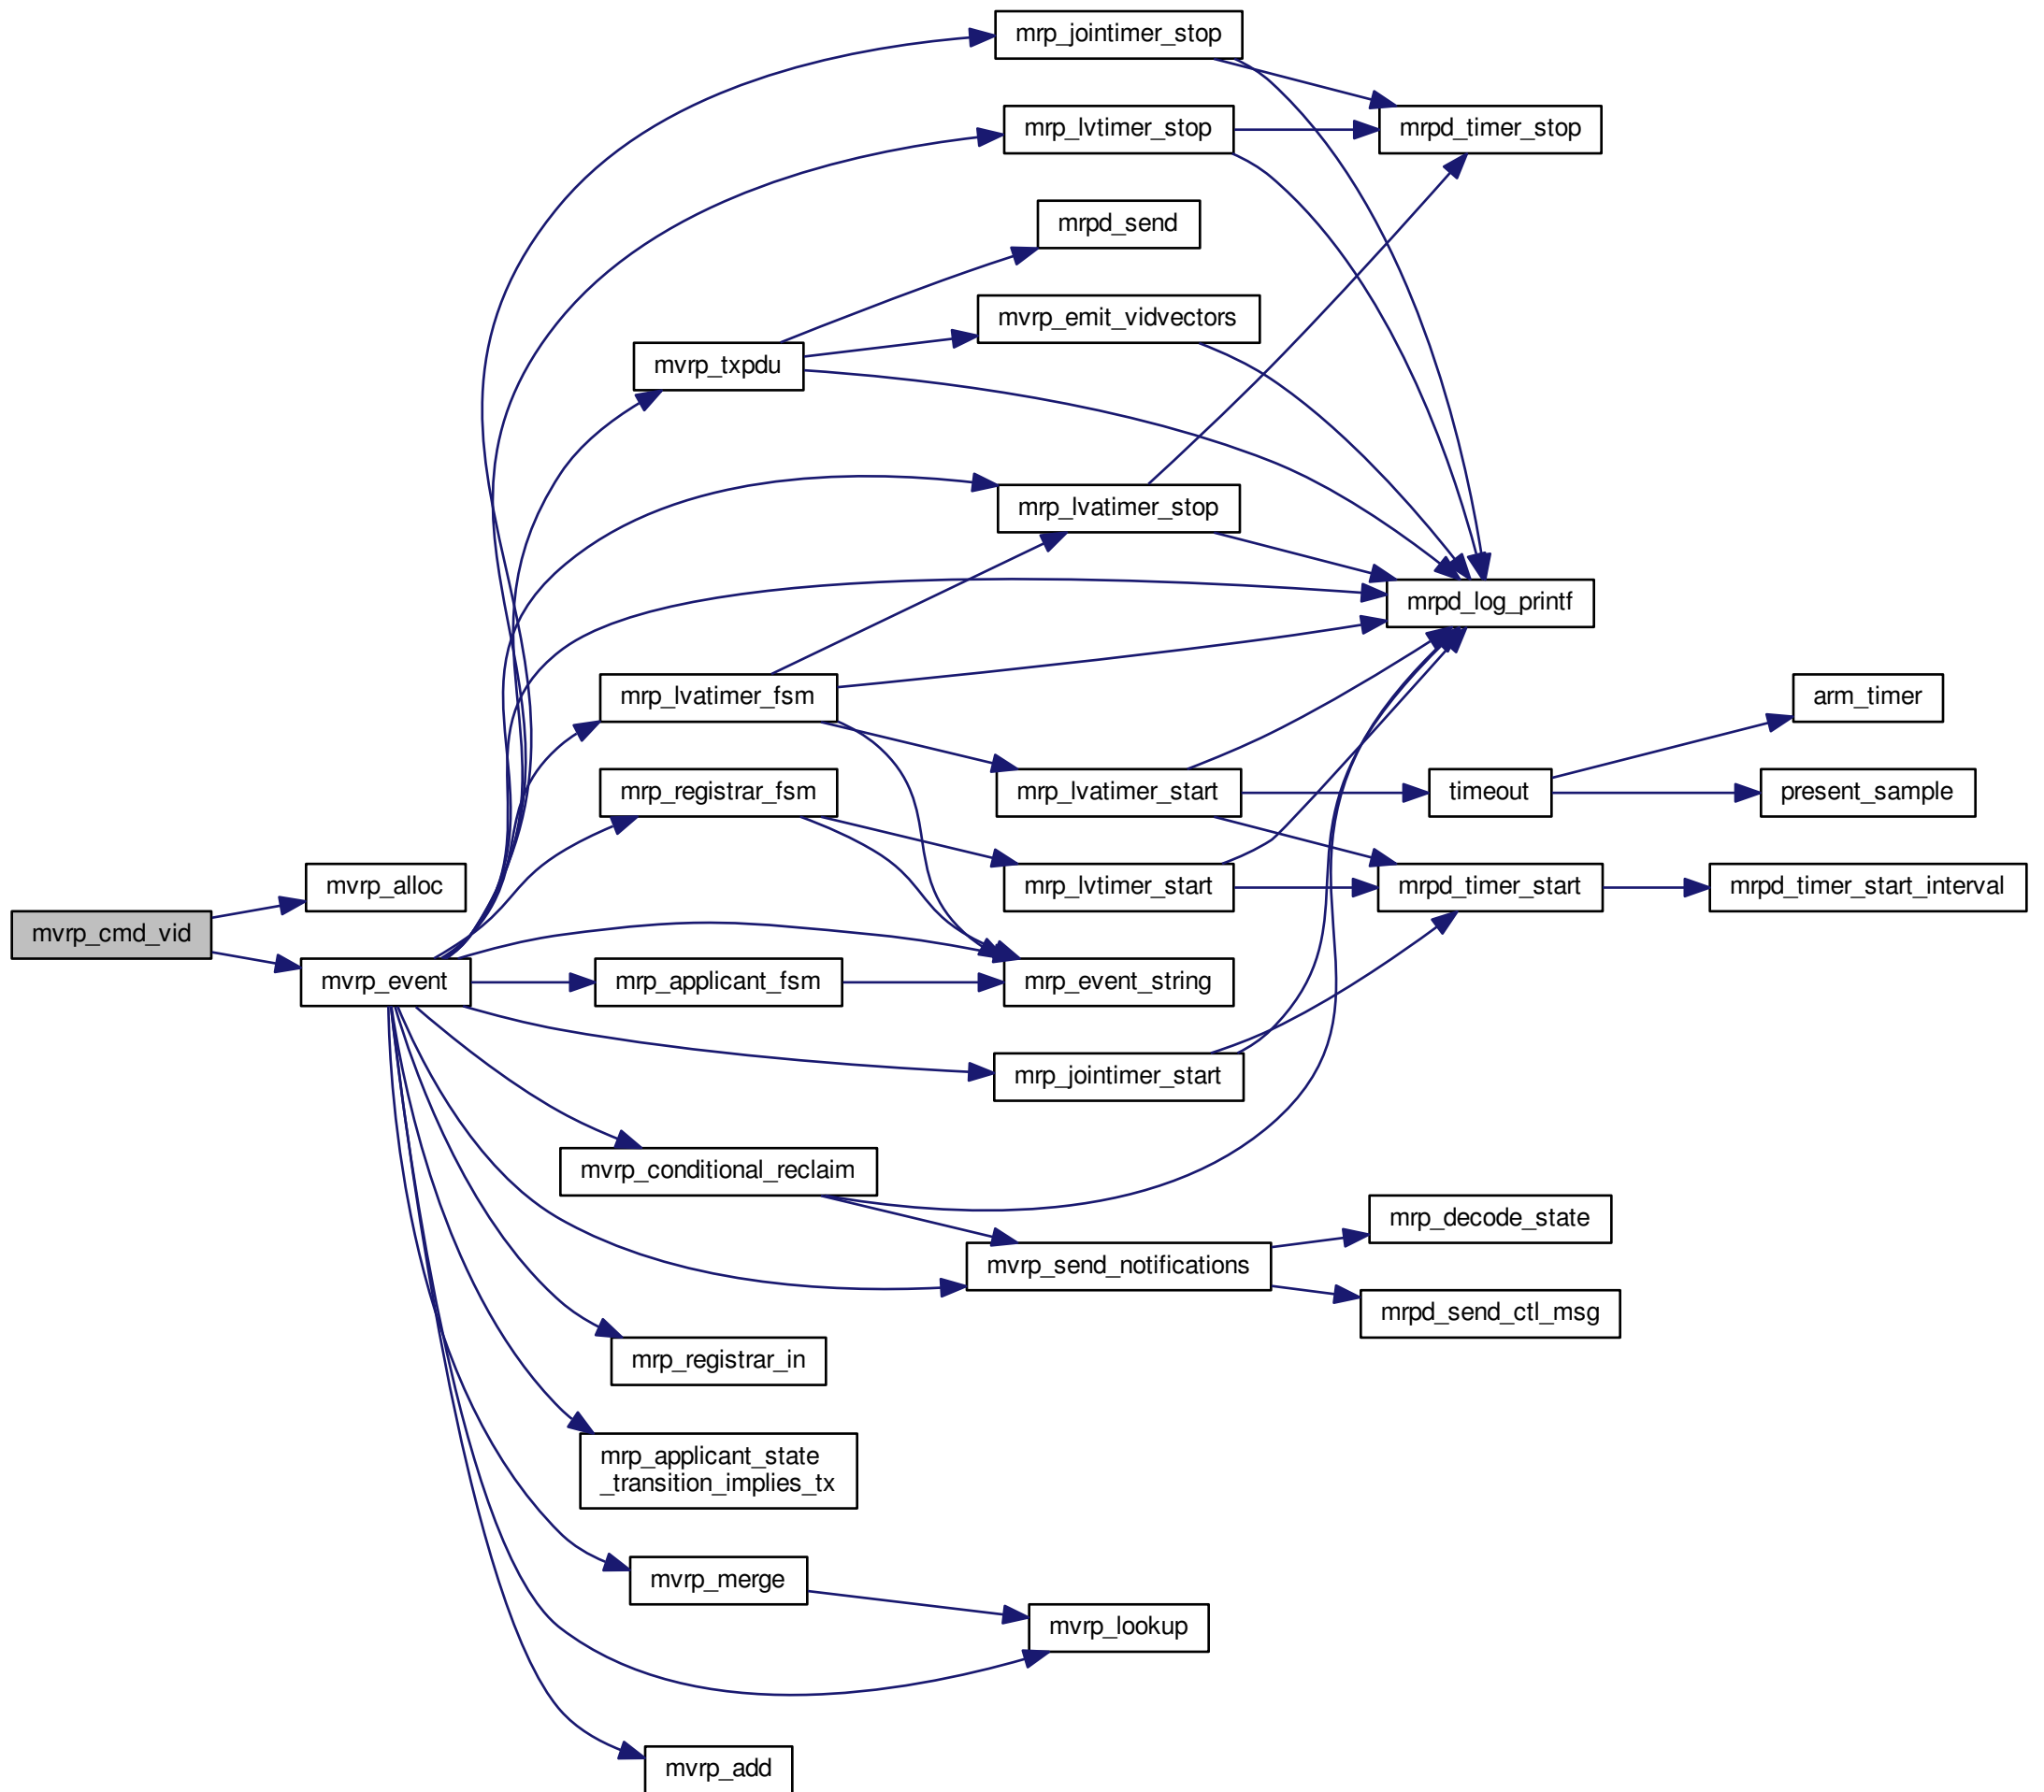 mrp_jointimer_stop
mrp_lvtimer_stop
mrpd_timer_stop
mrpd_send
mvrp_emit_vidvectors
mvrp_txpdu
mrp_lvatimer_stop
mrpd_log_printf
mrp_lvatimer_fsm
arm_timer
mrp_registrar_fsm
mrp_lvatimer_start
timeout
present_sample
mvrp_alloc
mrp_lvtimer_start
mrpd_timer_start
mrpd_timer_start_interval
mvrp_cmd_vid
mvrp_event
mrp_applicant_fsm
mrp_event_string
mrp_jointimer_start
mvrp_conditional_reclaim
mrp_decode_state
mvrp_send_notifications
mrpd_send_ctl_msg
mrp_registrar_in
mrp_applicant_state
_transition_implies_tx
mvrp_merge
mvrp_lookup
mvrp_add